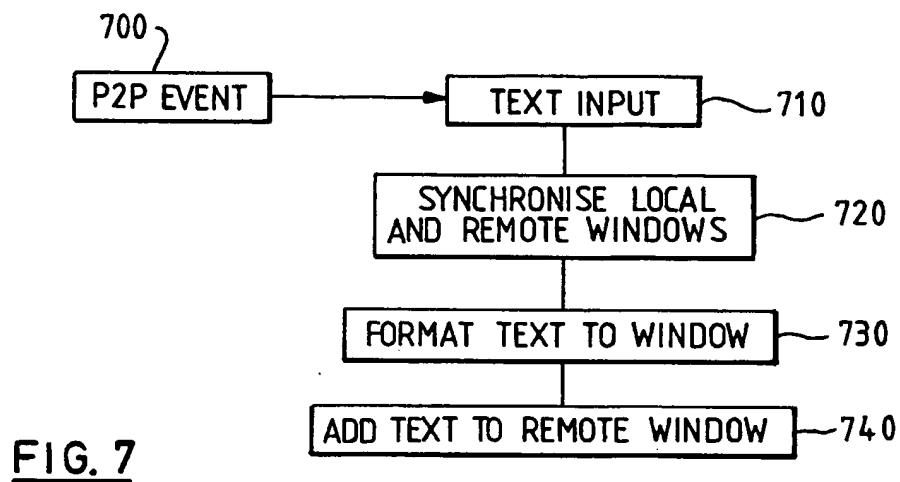 700
P2P EVENT
TEXT INPUT
710
SYNCHRONISE LOCAL
AND REMOTE WINDOWS
720
FORMAT TEXT TO WINDOW
730
ADD TEXT TO REMOTE WINDOW
740
FIG. 7